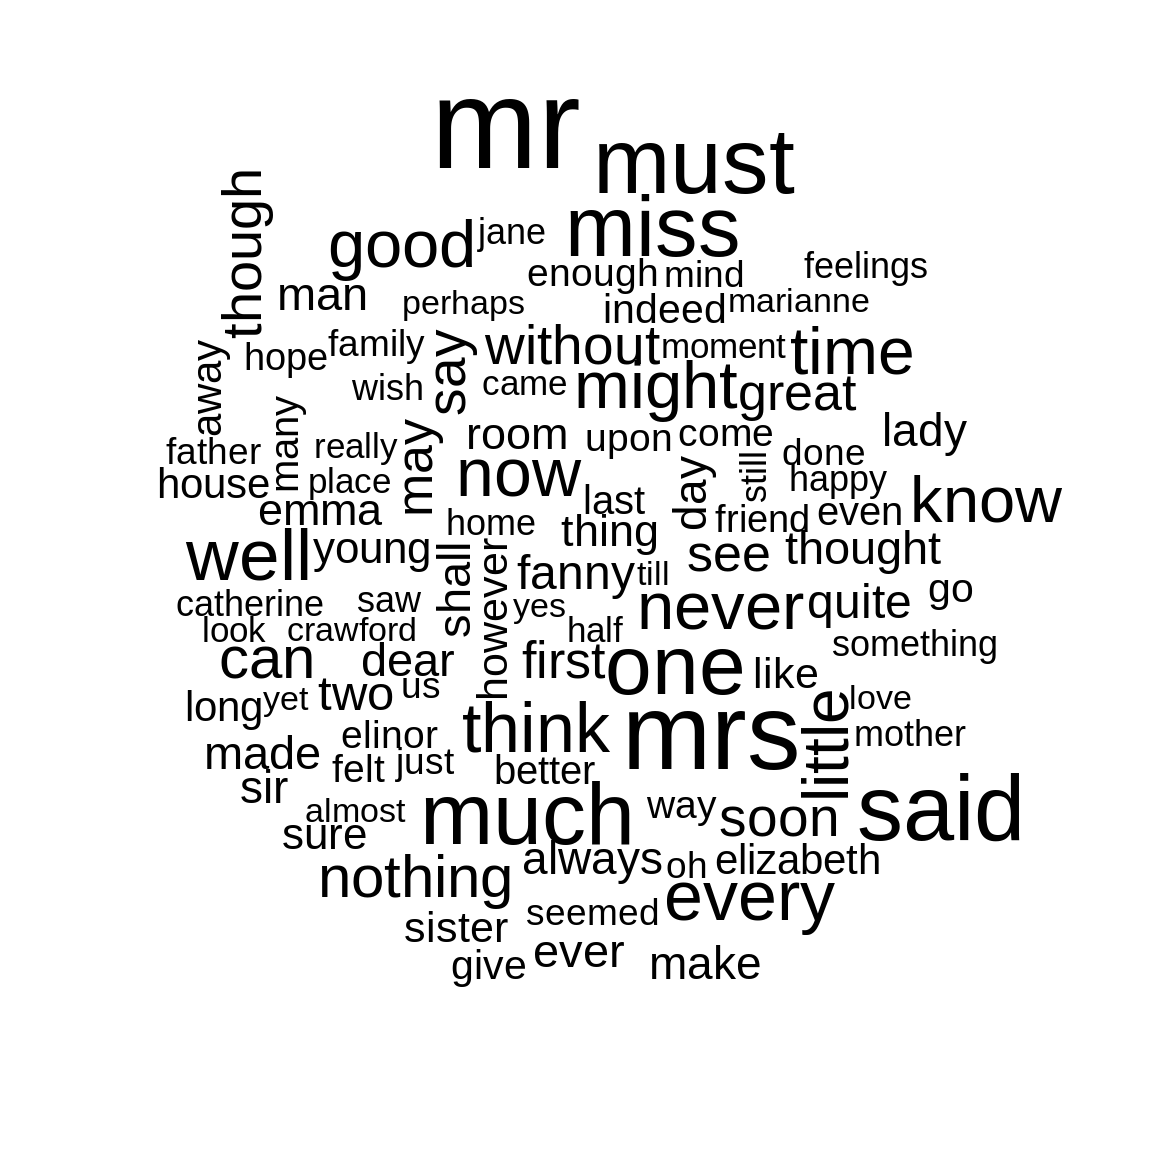 mr
must
though
miss
good
jane
enough
mind
feelings
man
perhaps
indeed
marianne
family
say
without
moment
time
hope
away
wish
came
might
great
many
father
really
may
room
upon
come
lady
done
house
place
now
last
day
still
happy
know
emma
home
thing
friend
even
well
young
shall
however
fanny
till
see
thought
catherine
saw
yes
never
quite
go
look
crawford
half
something
can
dear
first
one
like
long
yet
two
us
little
love
made
elinor
think
mrs
mother
sir
felt
just
better
almost
sure
much
way
soon
said
nothing
always
oh
elizabeth
every
sister
seemed
give
ever
make